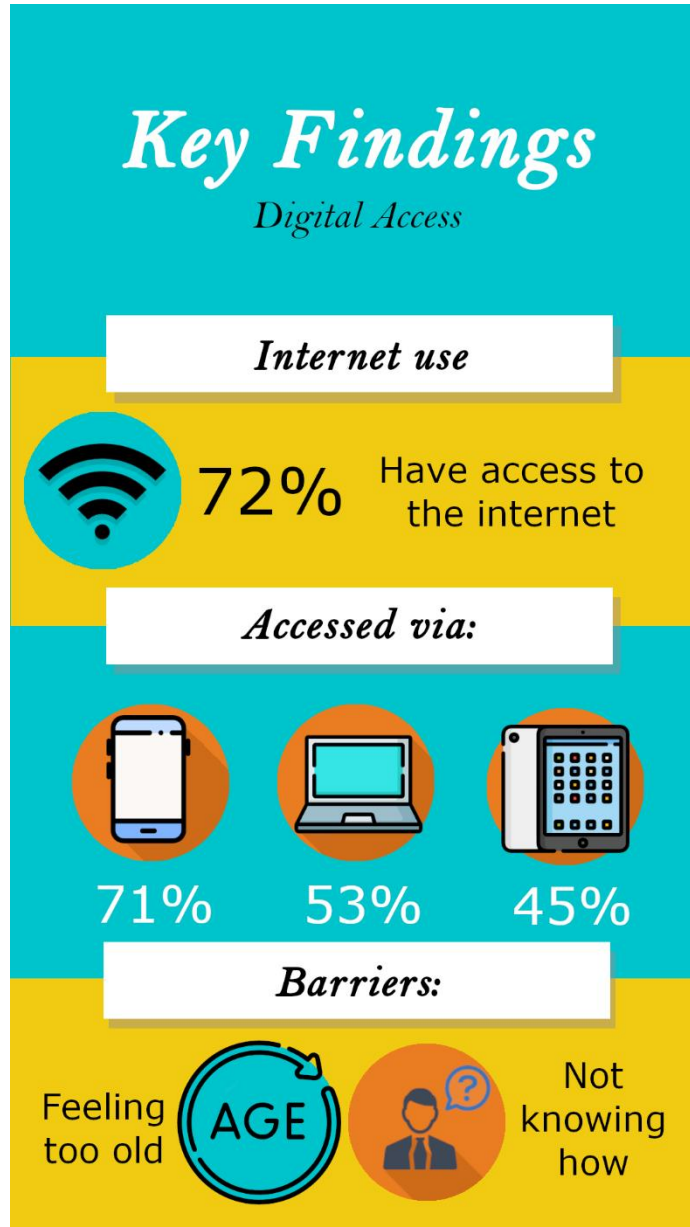 Key Findings
Digital Access
Internet use
72%
Have access to
the internet
Accessed via:
71%
53%
45%
Barriers:
Feeling
too old
AGE
?
Not
knowing
how